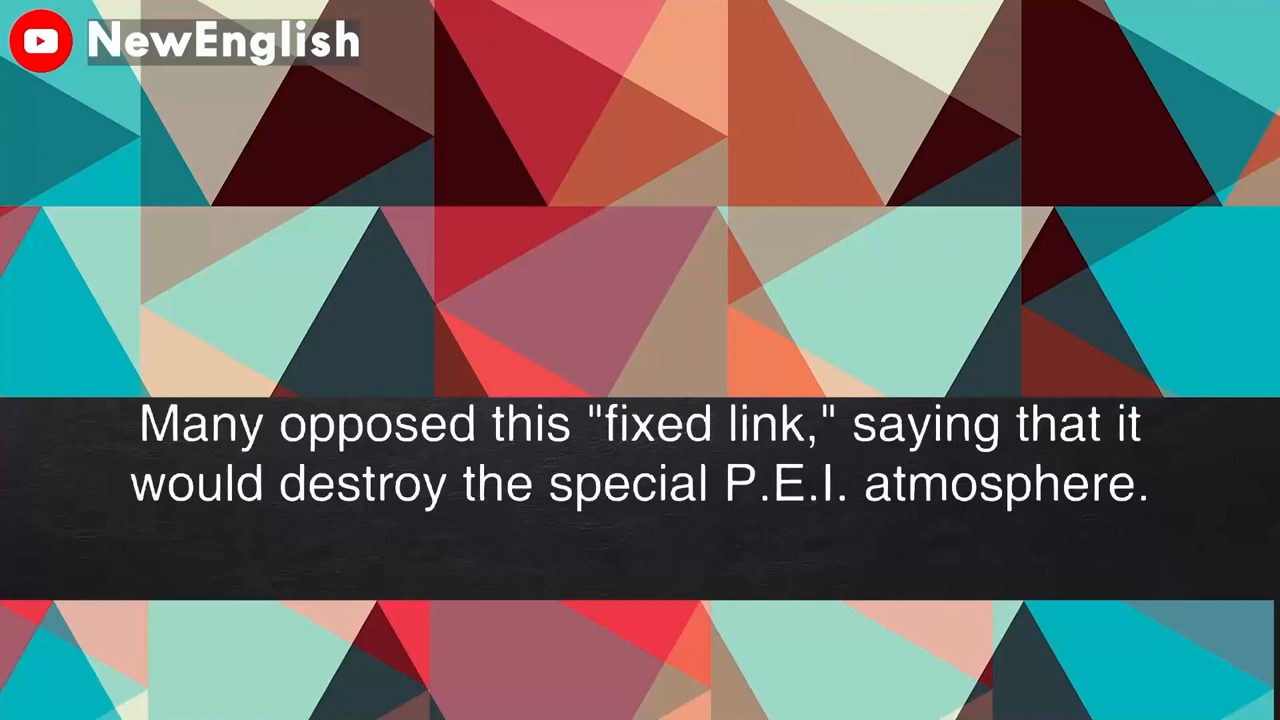 NewEnglish
Many opposed this "fixed link," saying that it
would destroy the special P.E.I. atmosphere.